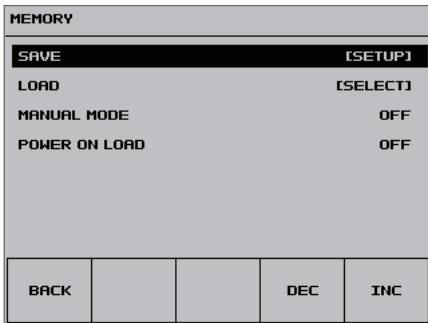 MEMORY
SAVE [SETUP]
LOAD [SELECT]
MANUAL MODE OFF
POWER ON LOAD OFF
BACK DEC INC